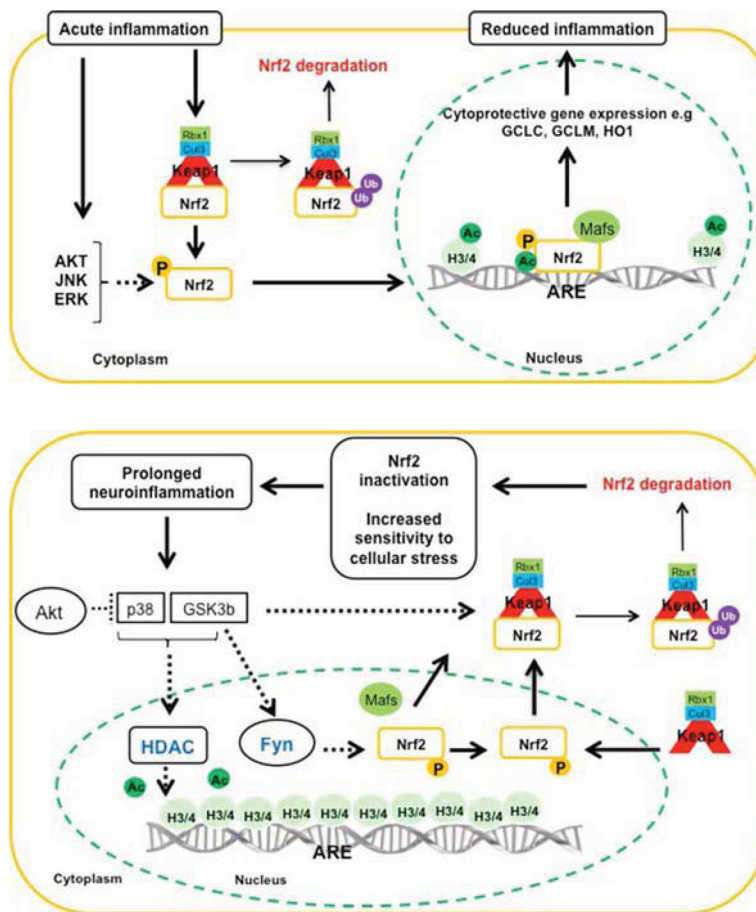 Acute inflammation
Reduced inflammation
Nrf2 degradation
Cytoprotective gene expression e.g
GCLC, GCLM, HO1
Rbx1
Cul3
Keap1
Nrf2
Rbx1
Cul3
Keap1
Nrf2
Ub
Ub
Mafs
Ac
H3/4
P
Ac
Nrf2
Ac
H3/4
ARE
AKT
JNK
ERK
P
Nrf2
Cytoplasm
Nucleus
Prolonged
neuroinflammation
Nrf2
inactivation
Increased
sensitivity to
cellular stress
Nrf2 degradation
Akt
p38
GSK3b
Rbx1
Cul3
Keap1
Nrf2
Rbx1
Cul3
Keap1
Nrf2
Ub
Ub
Mafs
HDAC
Fyn
Nrf2
P
Nrf2
P
Rbx1
Cul3
Keap1
Ac
Ac
H3/4 H3/4 H3/4 H3/4 H3/4 H3/4 H3/4 H3/4 H3/4 H3/4
ARE
Cytoplasm
Nucleus